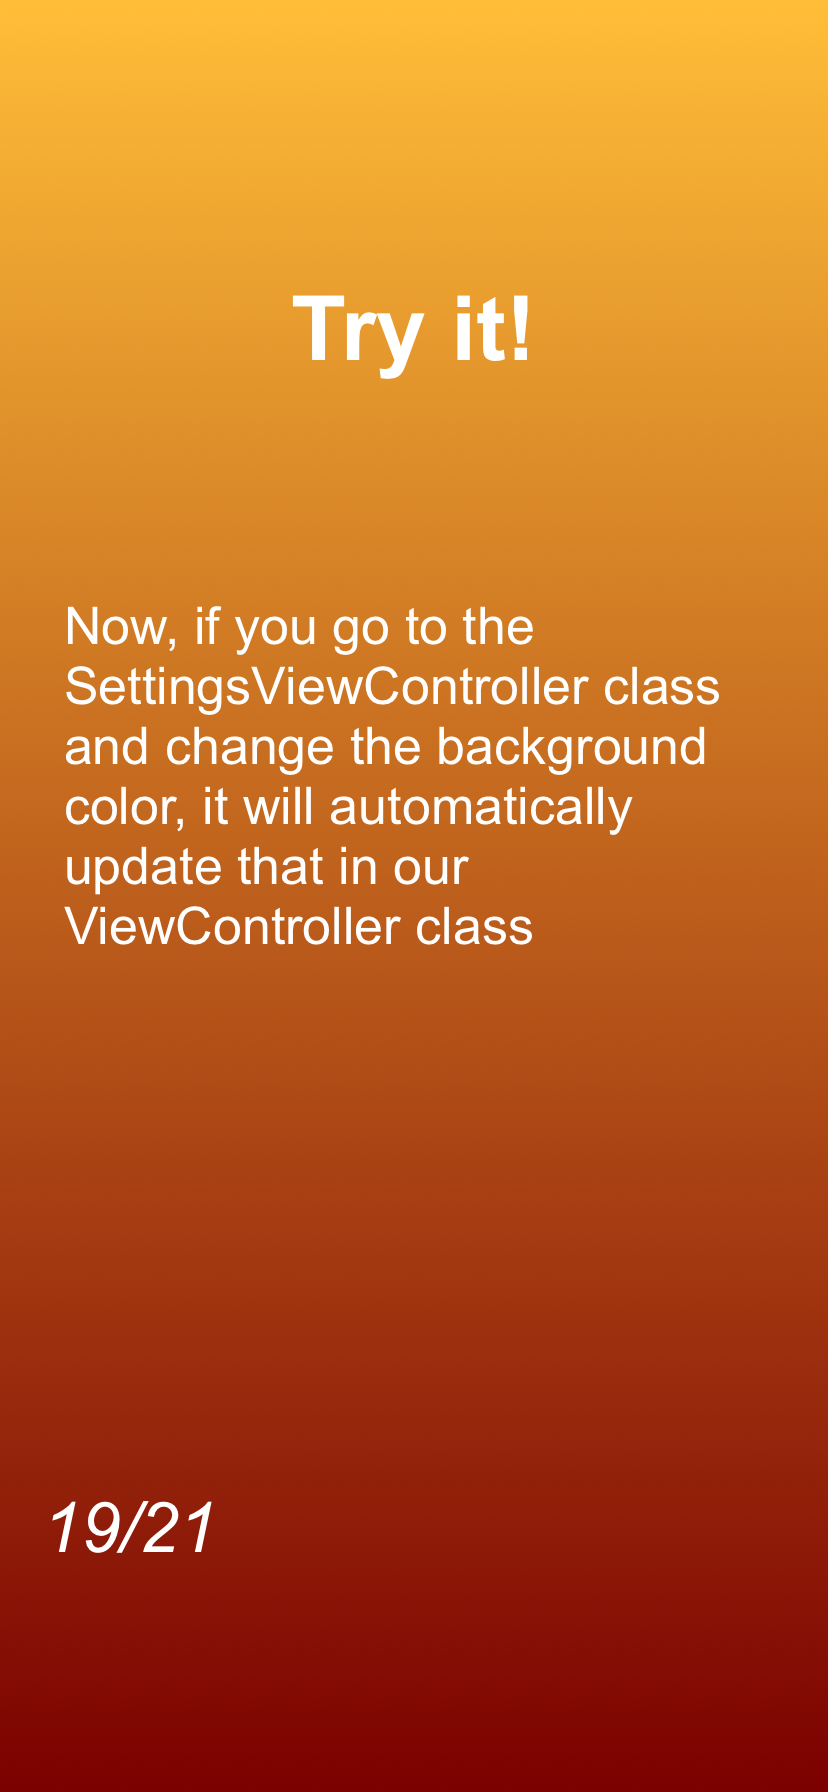 Try it!
Now, if you go to the
SettingsViewController class
and change the background
color, it will automatically
update that in our
ViewController class
19/21